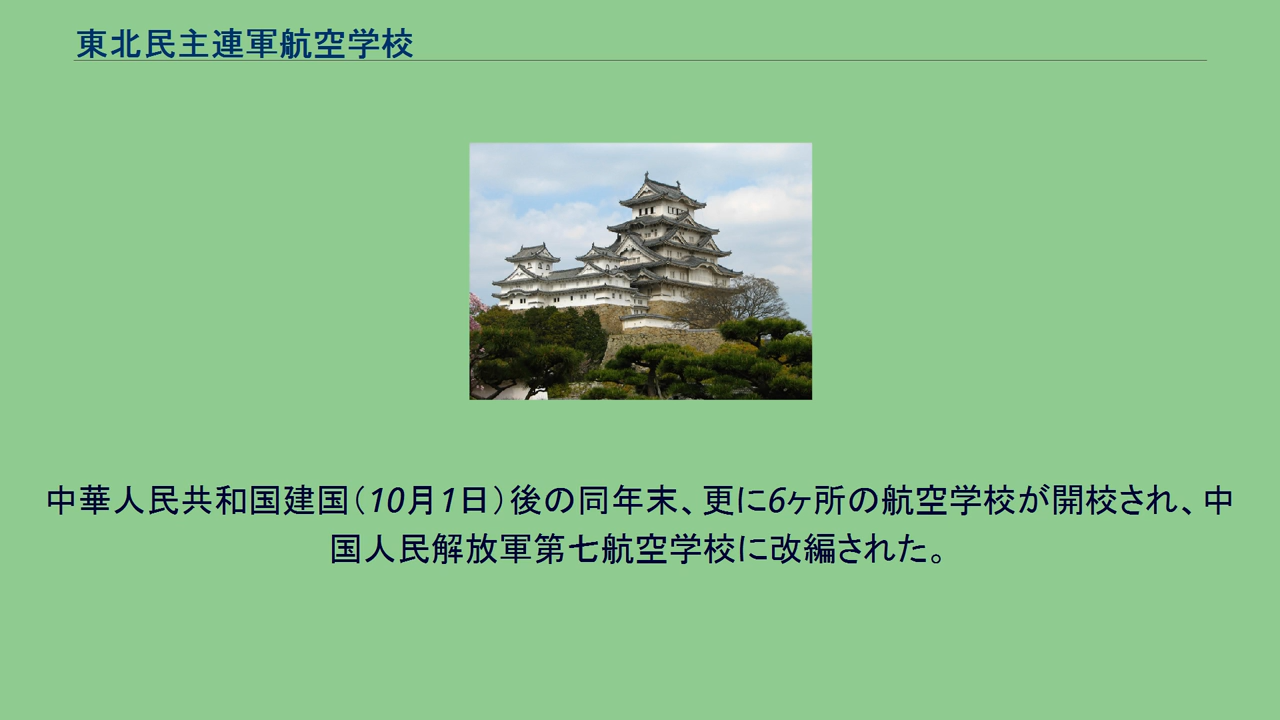 東北民主連軍航空学校
中華人民共和国建国（10月1日）後の同年末、更に6ヶ所の航空学校が開校され、中
国人民解放軍第七航空学校に改編された。